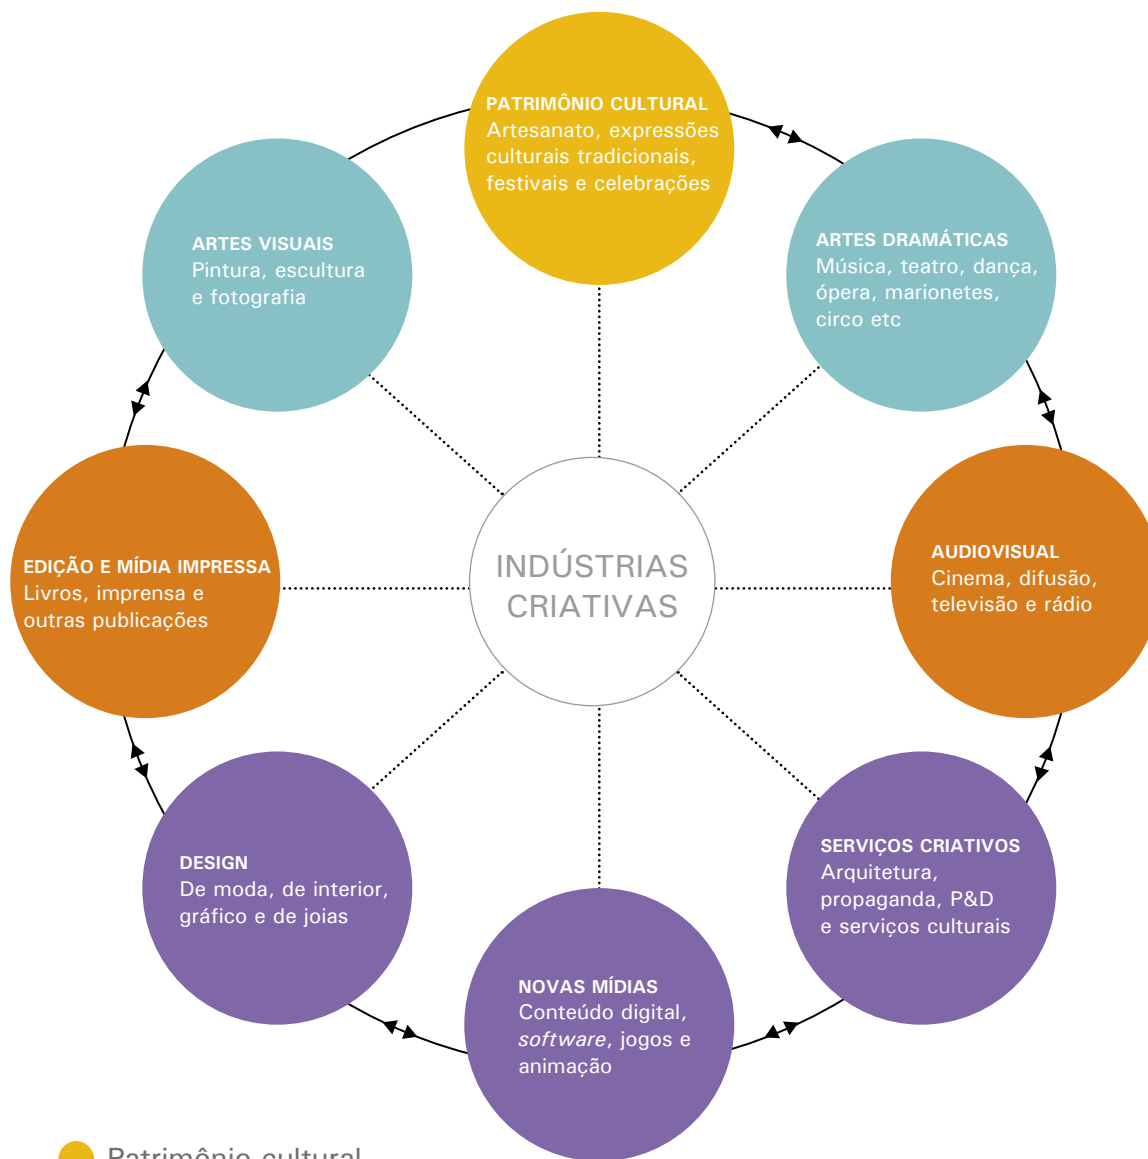 PATRIMÔNIO CULTURAL
Artesanato, expressões
culturais tradicionais,
festivais e celebrações
ARTES VISUAIS
Pintura, escultura
e fotografia
ARTES DRAMÁTICAS
Música, teatro, dança,
ópera, marionetes,
circo etc
EDIÇÃO E MÍDIA IMPRESSA
Livros, imprensa e
outras publicações
INDÚSTRIAS
CRIATIVAS
AUDIOVISUAL
Cinema, difusão,
televisão e rádio
DESIGN
De moda, de interior,
gráfico e de joias
SERVIÇOS CRIATIVOS
Arquitetura,
propaganda, P&D
e serviços culturais
NOVAS MÍDIAS
Conteúdo digital,
software, jogos e
animação
Patrimônio cultural